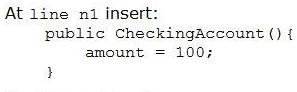 At line n1 insert:
public CheckingAccount(){
amount = 100;
}